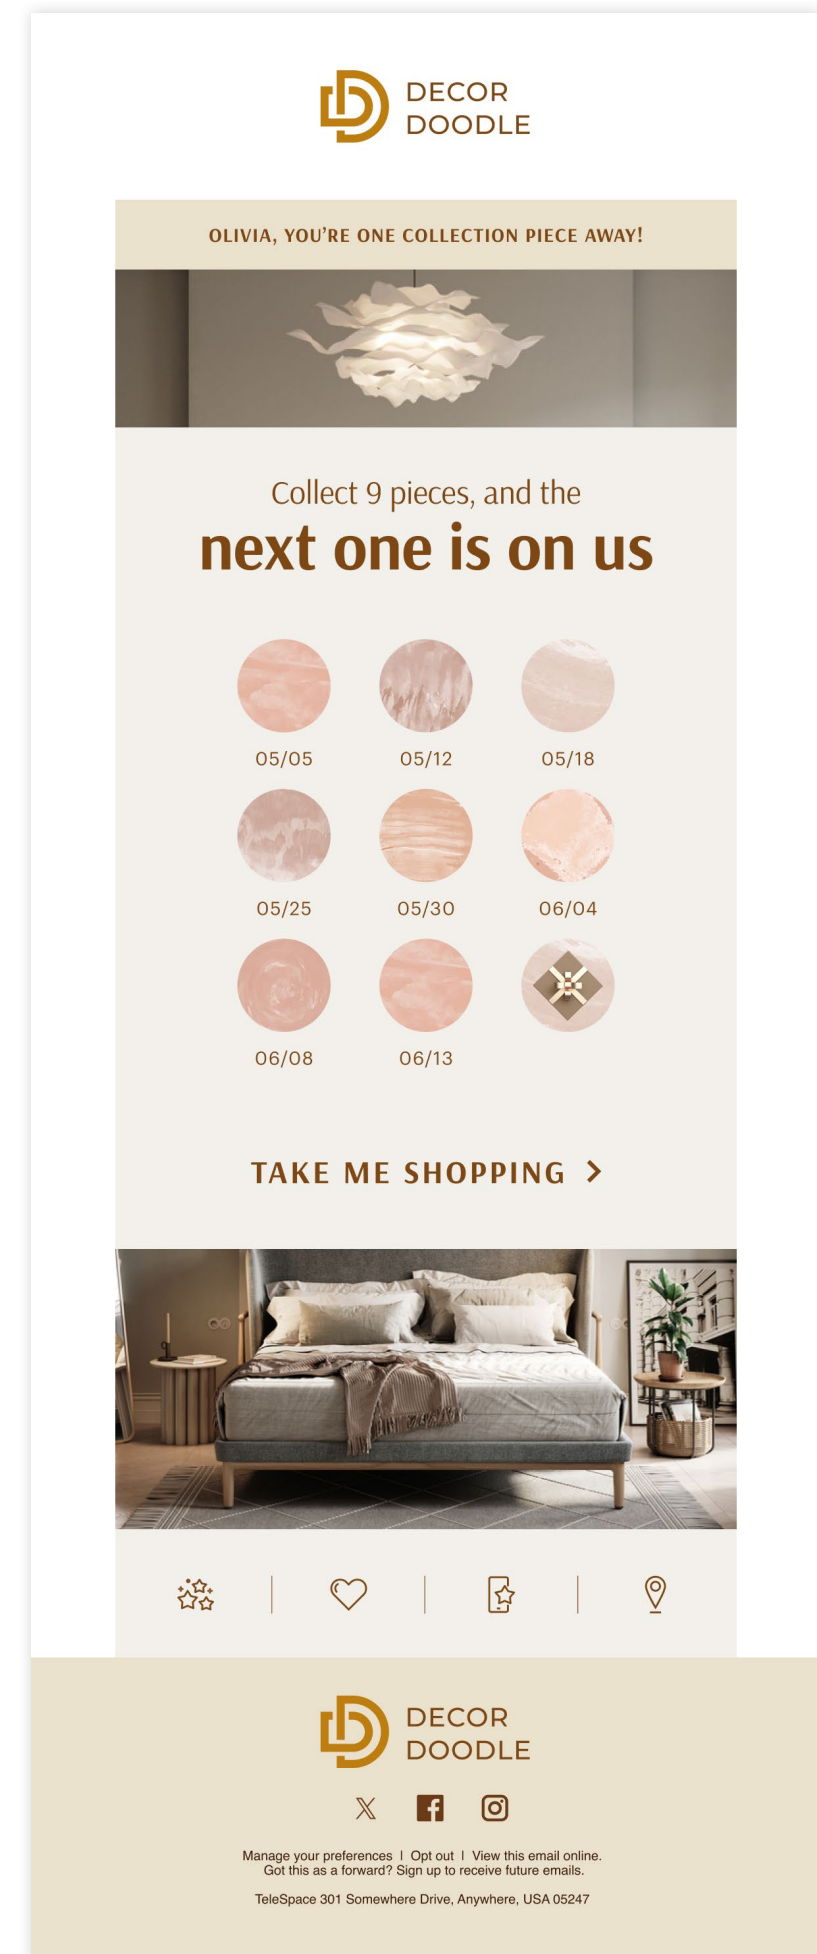 DECOR
DOODLE
OLIVIA, YOU’RE ONE COLLECTION PIECE AWAY!
Collect 9 pieces, and the
next one is on us
05/05 05/12 05/18
05/25 05/30 06/04
06/08 06/13
TAKE ME SHOPPING >
DECOR
DOODLE
Manage your preferences | Opt out | View this email online.
Got this as a forward? Sign up to receive future emails.
TeleSpace 301 Somewhere Drive, Anywhere, USA 05247